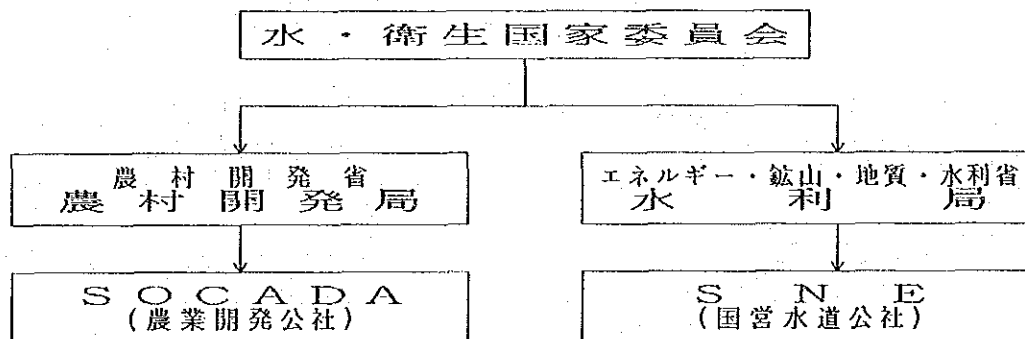 水・衛生国家委員会
農村開発省
農村開発局
エネルギー・鉱山・地質・水利省
水利局
SOCADA
(農業開発公社)
SNE
(国営水道公社)